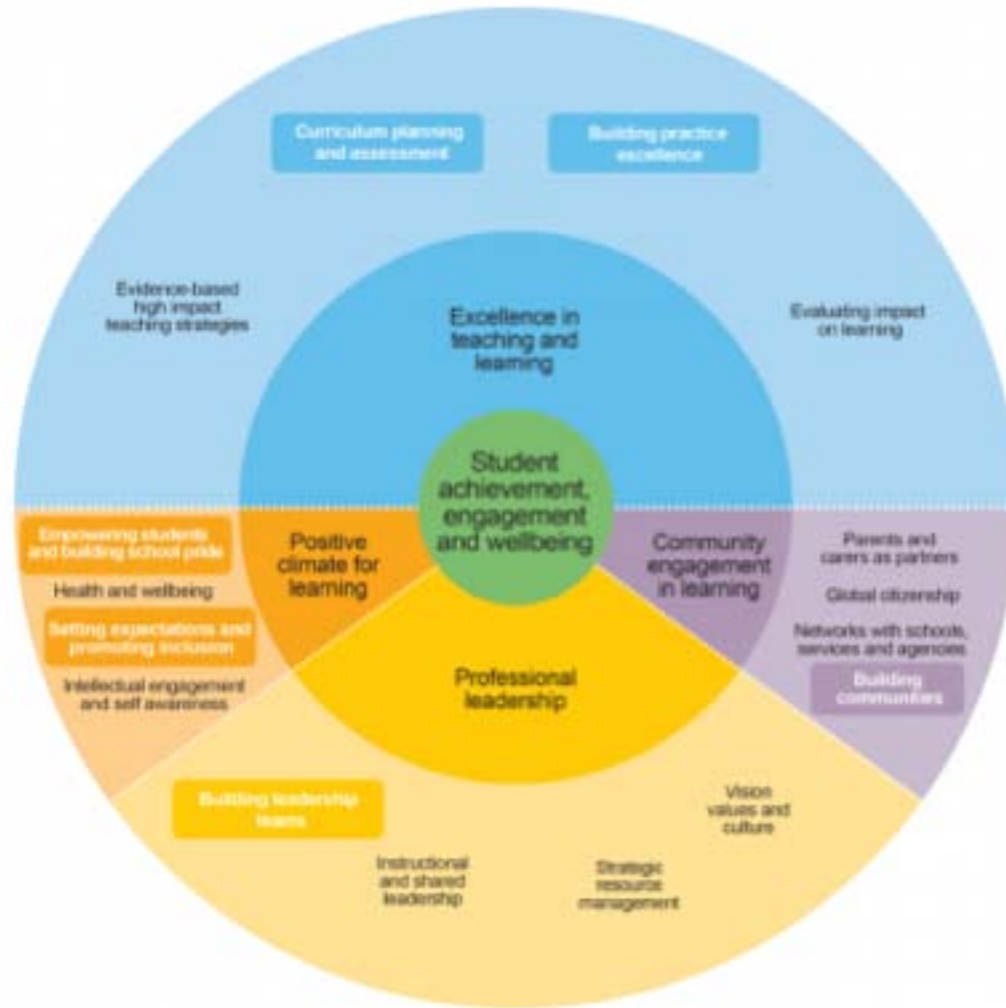 Curriculum planning
and assessment
Building practice
excellence
Evidence-based
high impact
teaching strategies
Excellence in
teaching and
learning
Evaluating impact
on learning
Student
achievement,
engagement
and wellbeing
Empowering students
and building school pride
Health and wellbeing
Setting expectations and
promoting inclusion
Intellectual engagement
and self awareness
Positive
climate for
learning
Community
engagement
in learning
Parents and
carers as partners
Global citizenship
Networks with schools,
services and agencies
Building
communities
Professional
leadership
Building leadership
teams
Instructional
and shared
leadership
Strategic
resource
management
Vision
values and
culture